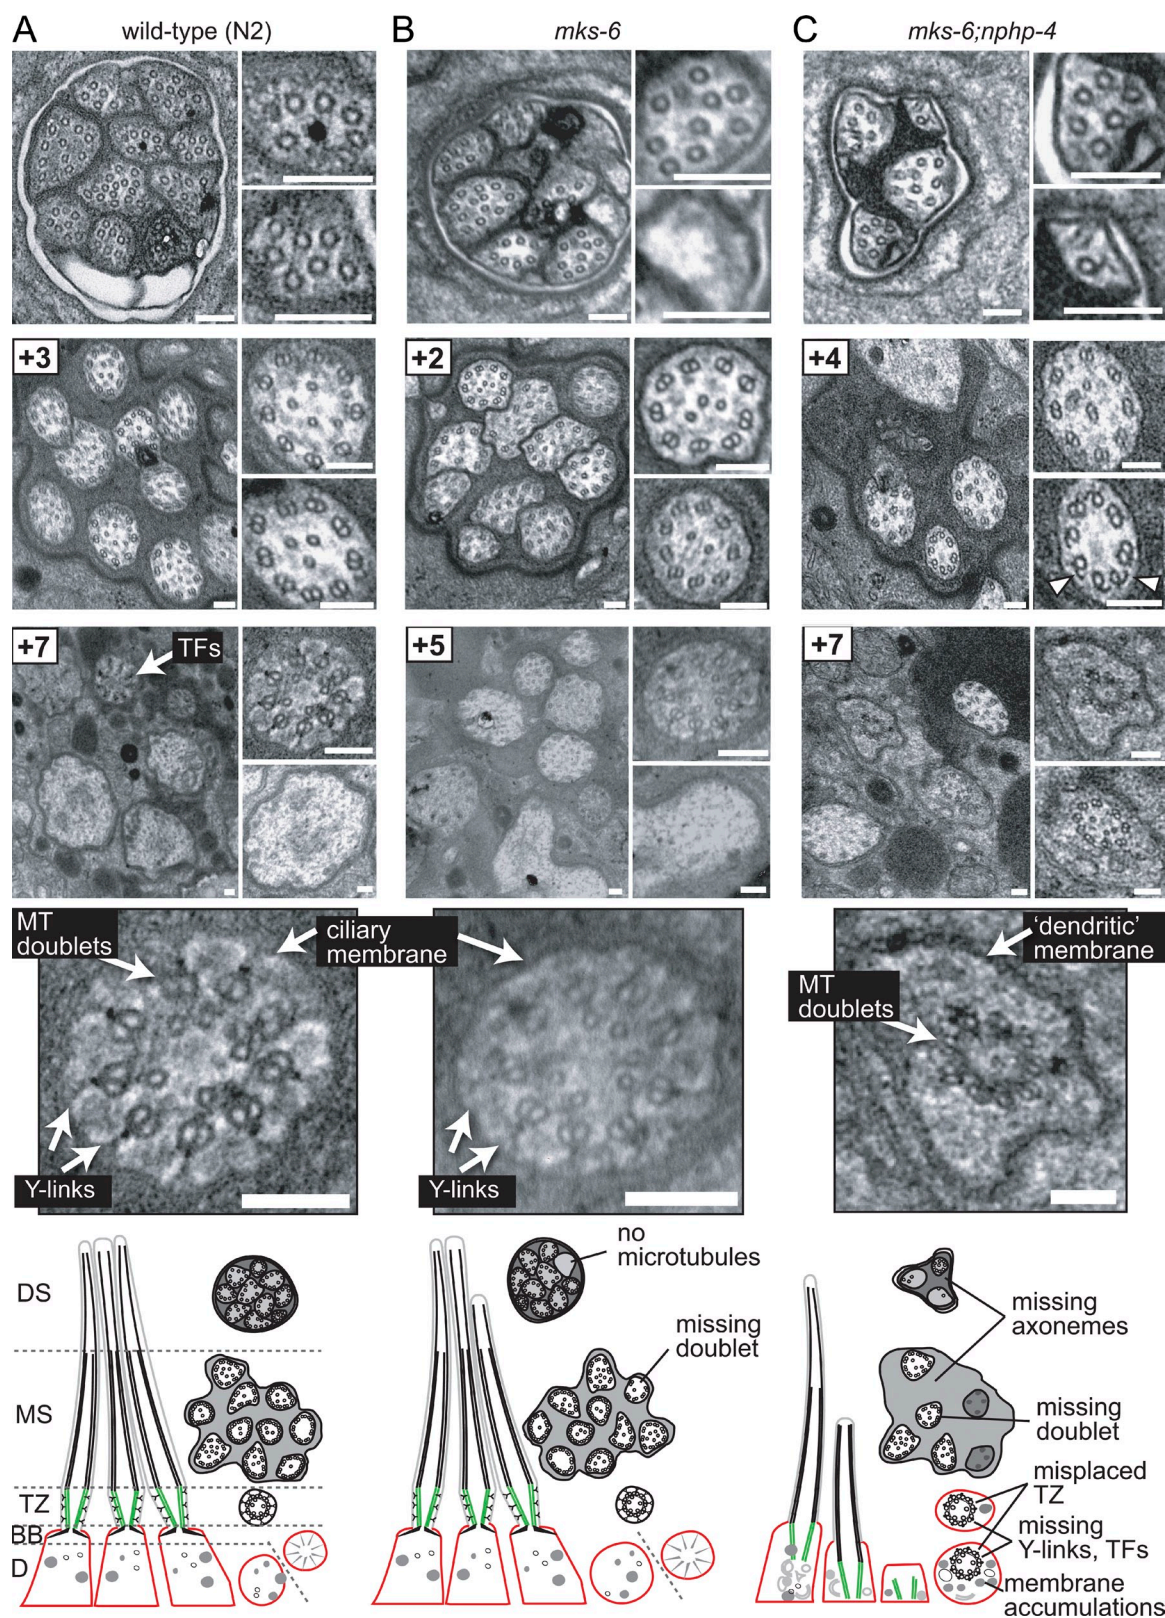 A wild-type (N2)
B mks-6
C mks-6;nphp-4
+3
+2
+4
+7
TFs
+5
+7
MT
doublets
ciliary
membrane
'dendritic'
membrane
MT
doublets
Y-links
Y-links
no
microtubules
DS
missing
doublet
missing
axonemes
MS
missing
doublet
misplaced
TZ
TZ
missing
Y-links, TFs
BB
D
membrane
accumulations